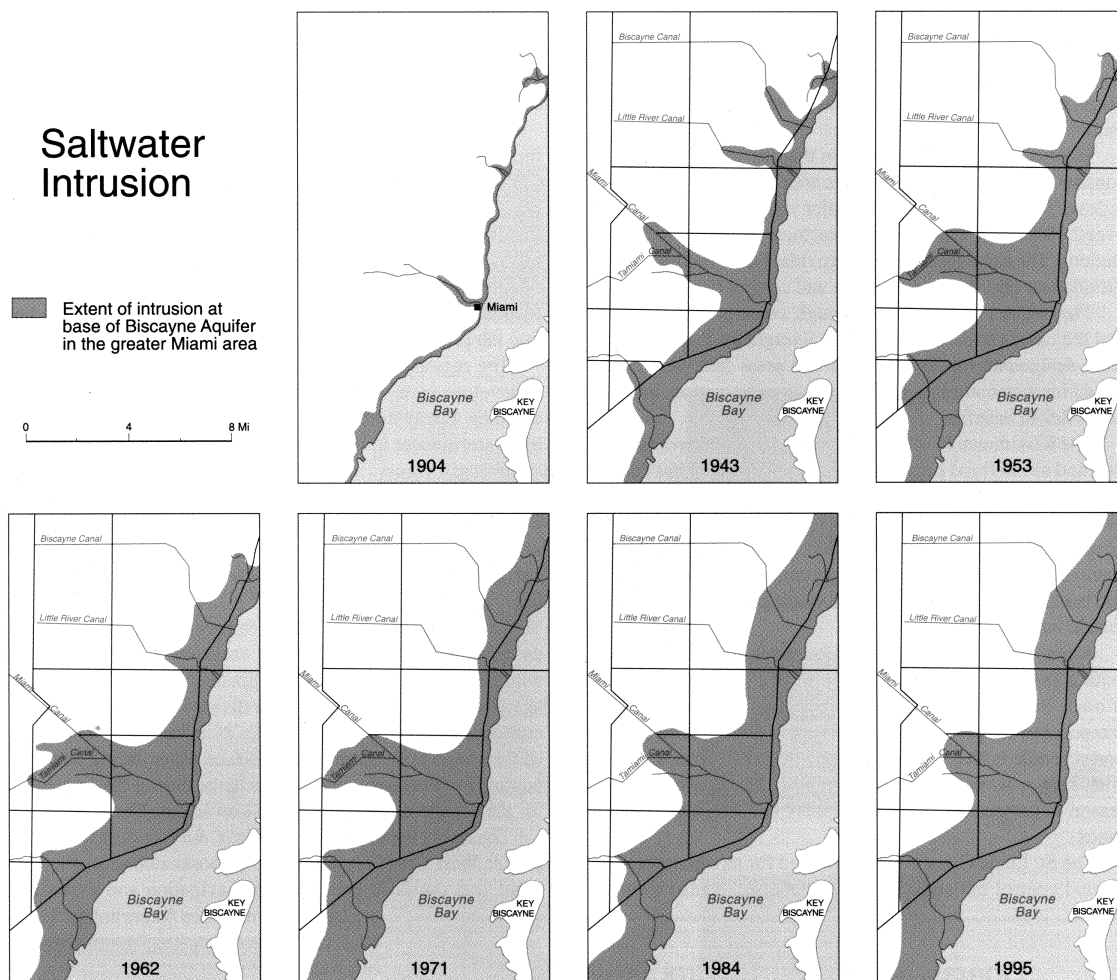 Saltwater
Intrusion
Extent of intrusion at
base of Biscayne Aquifer
in the greater Miami area
0 4 8 Mi
Miami
Biscayne
Bay
KEY
BISCAYNE
1904
Biscayne Canal
Little River Canal
Miami
Canal
Tamiami
Canal
Biscayne
Bay
KEY
BISCAYNE
1943
Biscayne Canal
Little River Canal
Miami
Canal
Tamiami
Canal
Biscayne
Bay
KEY
BISCAYNE
1953
Biscayne Canal
Little River Canal
Miami
Canal
Tamiami
Canal
Biscayne
Bay
KEY
BISCAYNE
1962
Biscayne Canal
Little River Canal
Miami
Canal
Tamiami
Canal
Biscayne
Bay
KEY
BISCAYNE
1971
Biscayne Canal
Little River Canal
Miami
Canal
Tamiami
Canal
Biscayne
Bay
KEY
BISCAYNE
1984
Biscayne Canal
Little River Canal
Miami
Canal
Tamiami
Canal
Biscayne
Bay
KEY
BISCAYNE
1995